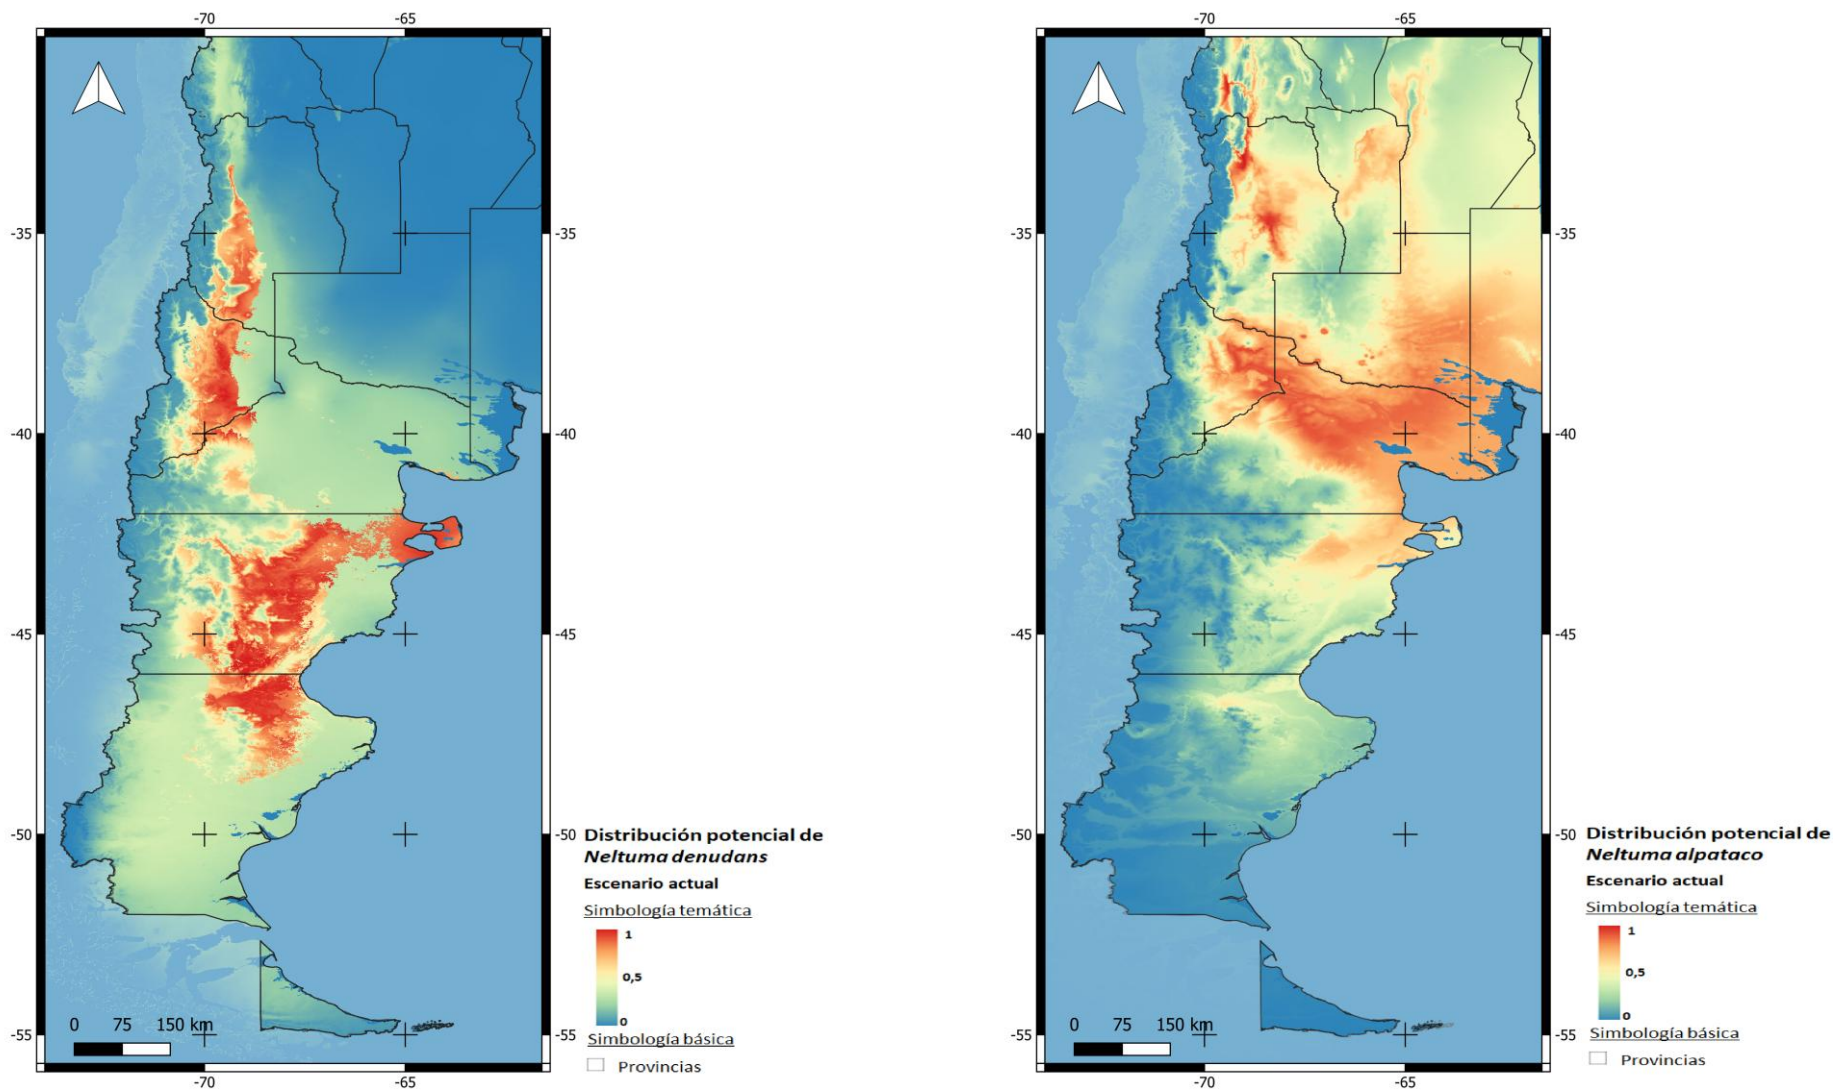 -70
-65
-35
-35
-40
-40
-45
-45
-50
-50
-55
-55
-70
-65
0
75
150 km
Distribución potencial de
Neltuma denudans
Escenario actual
Simbología temática
1
0,5
0
Simbología básica
Provincias
-70
-65
-35
-35
-40
-40
-45
-45
-50
-50
-55
-55
-70
-65
0
75
150 km
Distribución potencial de
Neltuma alpataco
Escenario actual
Simbología temática
1
0,5
0
Simbología básica
Provincias